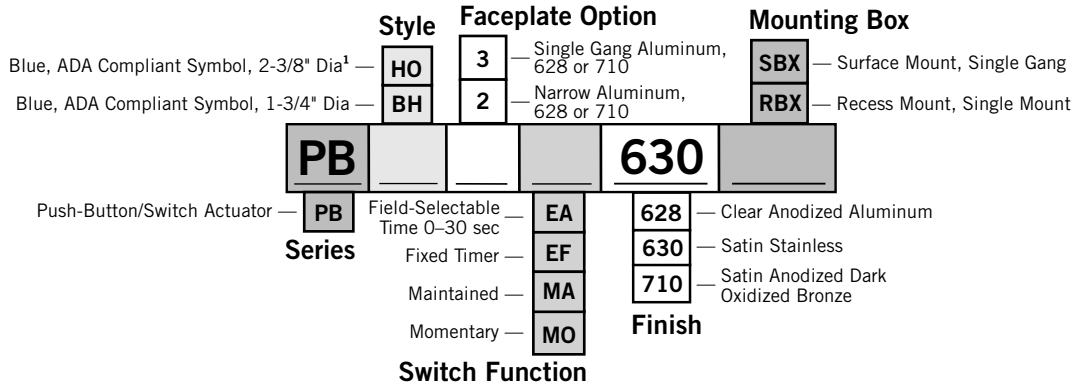 Style
Faceplate Option
Mounting Box
Blue, ADA Compliant Symbol, 2-3/8" Dia¹ — HO
Blue, ADA Compliant Symbol, 1-3/4" Dia — BH
3 — Single Gang Aluminum,
628 or 710
2 — Narrow Aluminum,
628 or 710
SBX — Surface Mount, Single Gang
RBX — Recess Mount, Single Mount
PB 630
Push-Button/Switch Actuator — PB
Series
Field-Selectable
Time 0–30 sec — EA
Fixed Timer — EF
Maintained — MA
Momentary — MO
Switch Function
628 — Clear Anodized Aluminum
630 — Satin Stainless
710 — Satin Anodized Dark
Oxidized Bronze
Finish